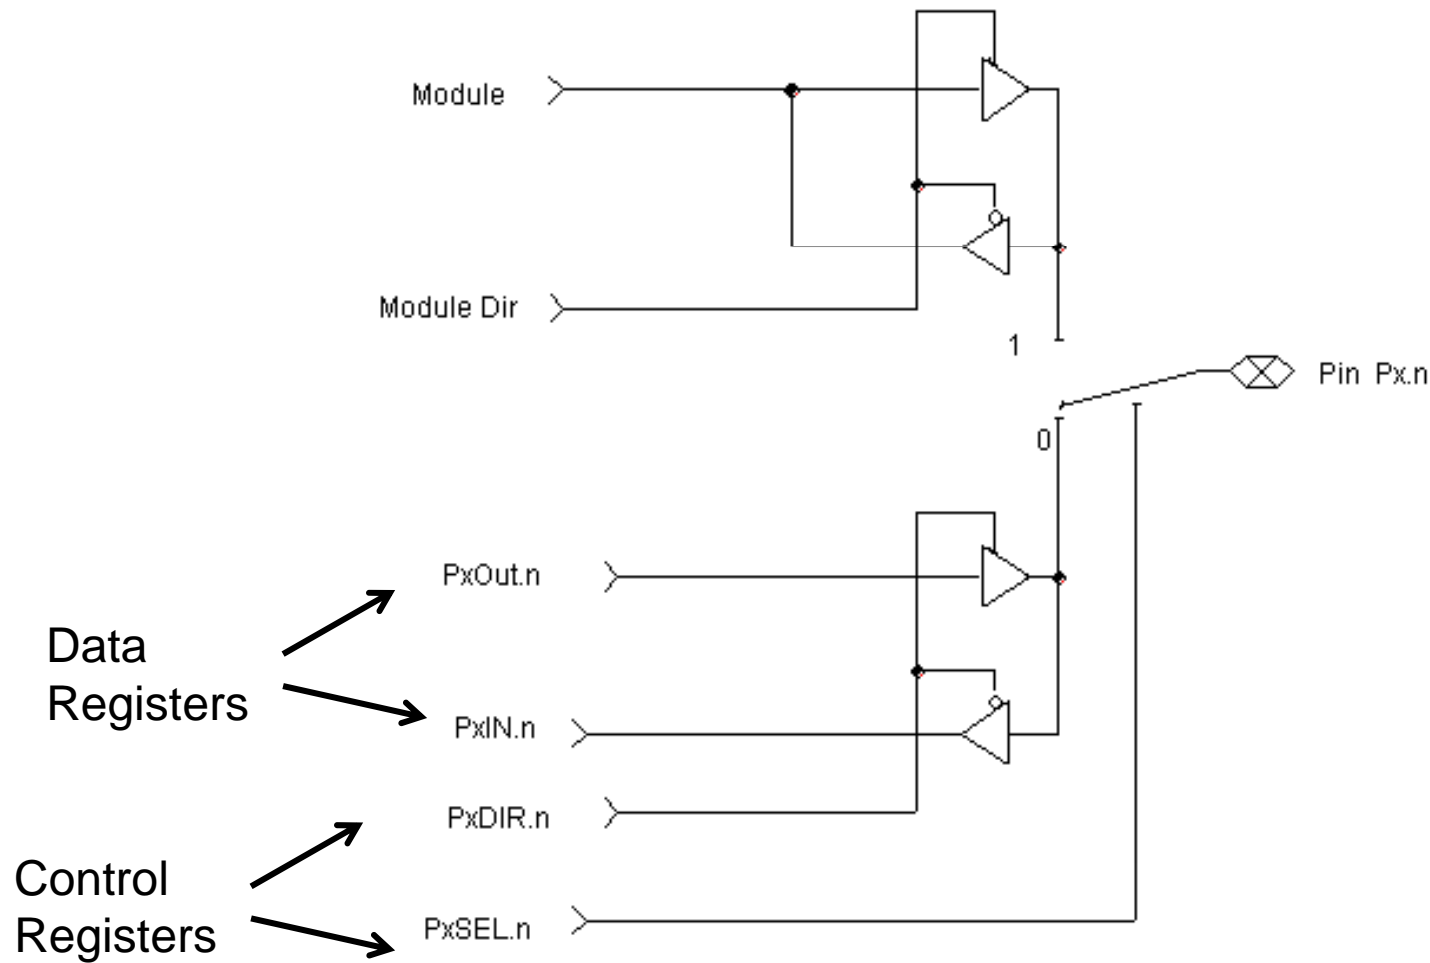 Module
Module Dir
1
Pin Px.n
0
PxOut.n
Data
Registers
PxIN.n
PxDIR.n
Control
Registers
PxSEL.n